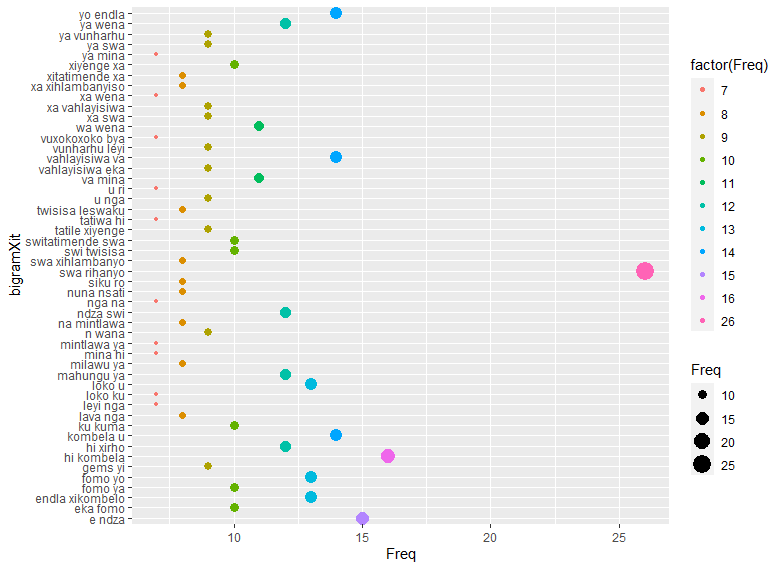 bigramXit
yo endla
ya wena
ya vunharhu
ya swa
ya mina
xiyenge xa
xitatimende xa
xa xihlambanyiso
xa wena
xa vahlayisiwa
xa swa
wa wena
vuxokoxoko bya
vunharhu leyi
vahlayisiwa va
vahlayisiwa eka
va mina
u ri
u nga
twisisa leswaku
tatiwa hi
tatile xiyenge
switatimende swa
swi twisisa
swa xihlambanyo
swa rihanyo
siku ro
nuna nsati
nga na
ndza swi
na mintlawa
n wana
mintlawa ya
mina hi
milawu ya
mahungu ya
loko u
loko ku
leyi nga
lava nga
ku kuma
kombela u
hi xirho
hi kombela
gems yi
fomo yo
fomo ya
endla xikombelo
eka fomo
e ndza
10 15 20 25
Freq
factor(Freq)
7
8
9
10
11
12
13
14
15
16
26
Freq
10
15
20
25